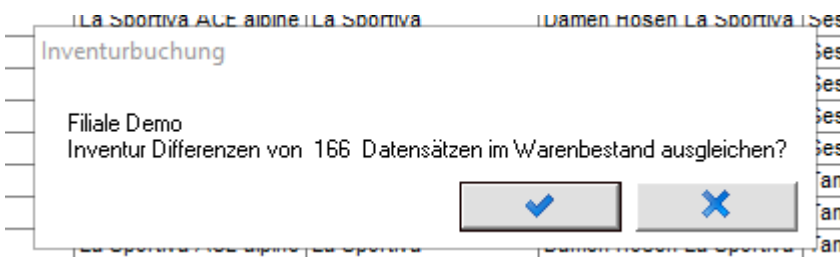 La Sportiva ACE alpine La Sportiva Damen Hosen La Sportiva Ses
Inventurbuchung
Filiale Demo
Inventur Differenzen von 166 Datensätzen im Warenbestand ausgleichen?
La Sportiva ACE alpine La Sportiva Damen Hosen La Sportiva